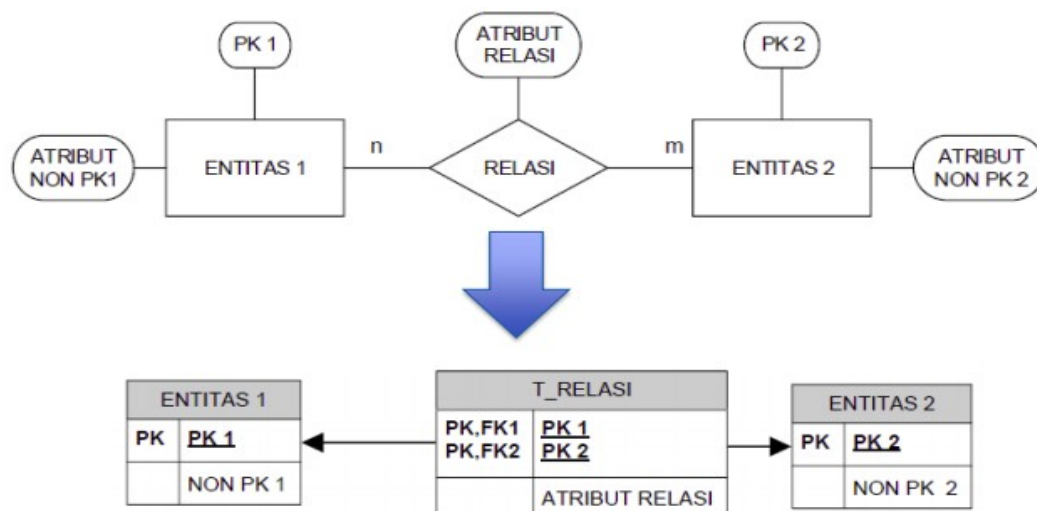 PK 1
ATRIBUT
RELASI
PK 2
ATRIBUT
NON PK1
ENTITAS 1
n
RELASI
m
ENTITAS 2
ATRIBUT
NON PK 2
ENTITAS 1
PK PK 1
NON PK 1
T_RELASI
PK,FK1 PK 1
PK,FK2 PK 2
ATRIBUT RELASI
ENTITAS 2
PK PK 2
NON PK 2